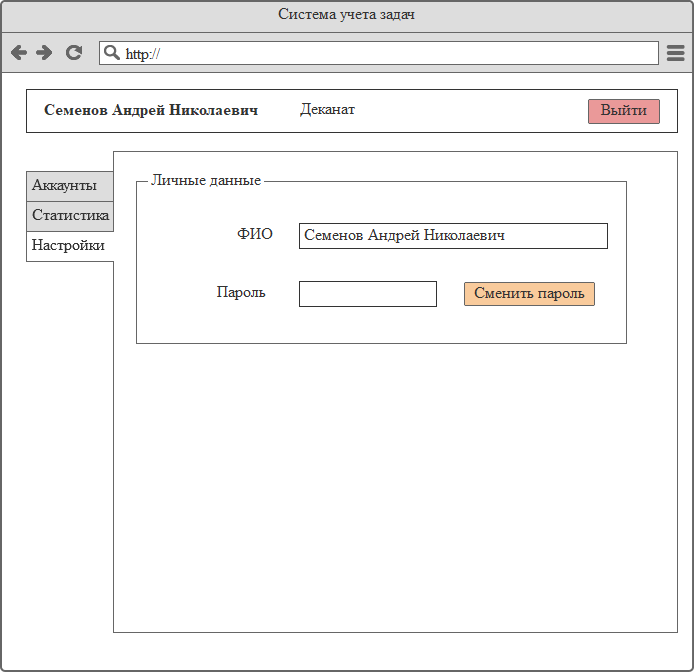 Система учета задач
http://
Семенов Андрей Николаевич Деканат Выйти
Аккаунты
Статистика
Настройки
Личные данные
ФИО Семенов Андрей Николаевич
Пароль Сменить пароль